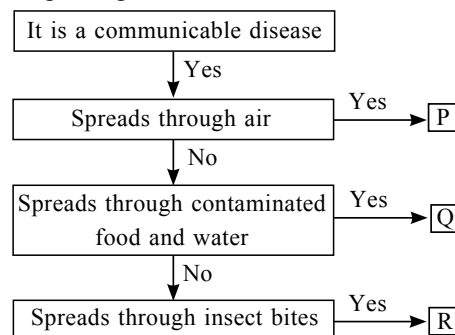 It is a communicable disease
Yes
Spreads through air
Yes
P
No
Spreads through contaminated
food and water
Yes
Q
No
Spreads through insect bites
Yes
R